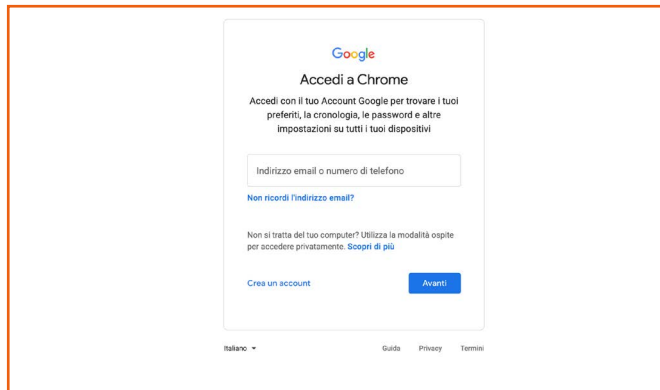 Google
Accedi a Chrome
Accedi con il tuo Account Google per trovare i tuoi
preferiti, la cronologia, le password e altre
impostazioni su tutti i tuoi dispositivi
Indirizzo email o numero di telefono
Non ricordi l'indirizzo email?
Non si tratta del tuo computer? Utilizza la modalità ospite
per accedere privatamente. Scopri di più
Crea un account Avanti
Italiano Guida Privacy Termini